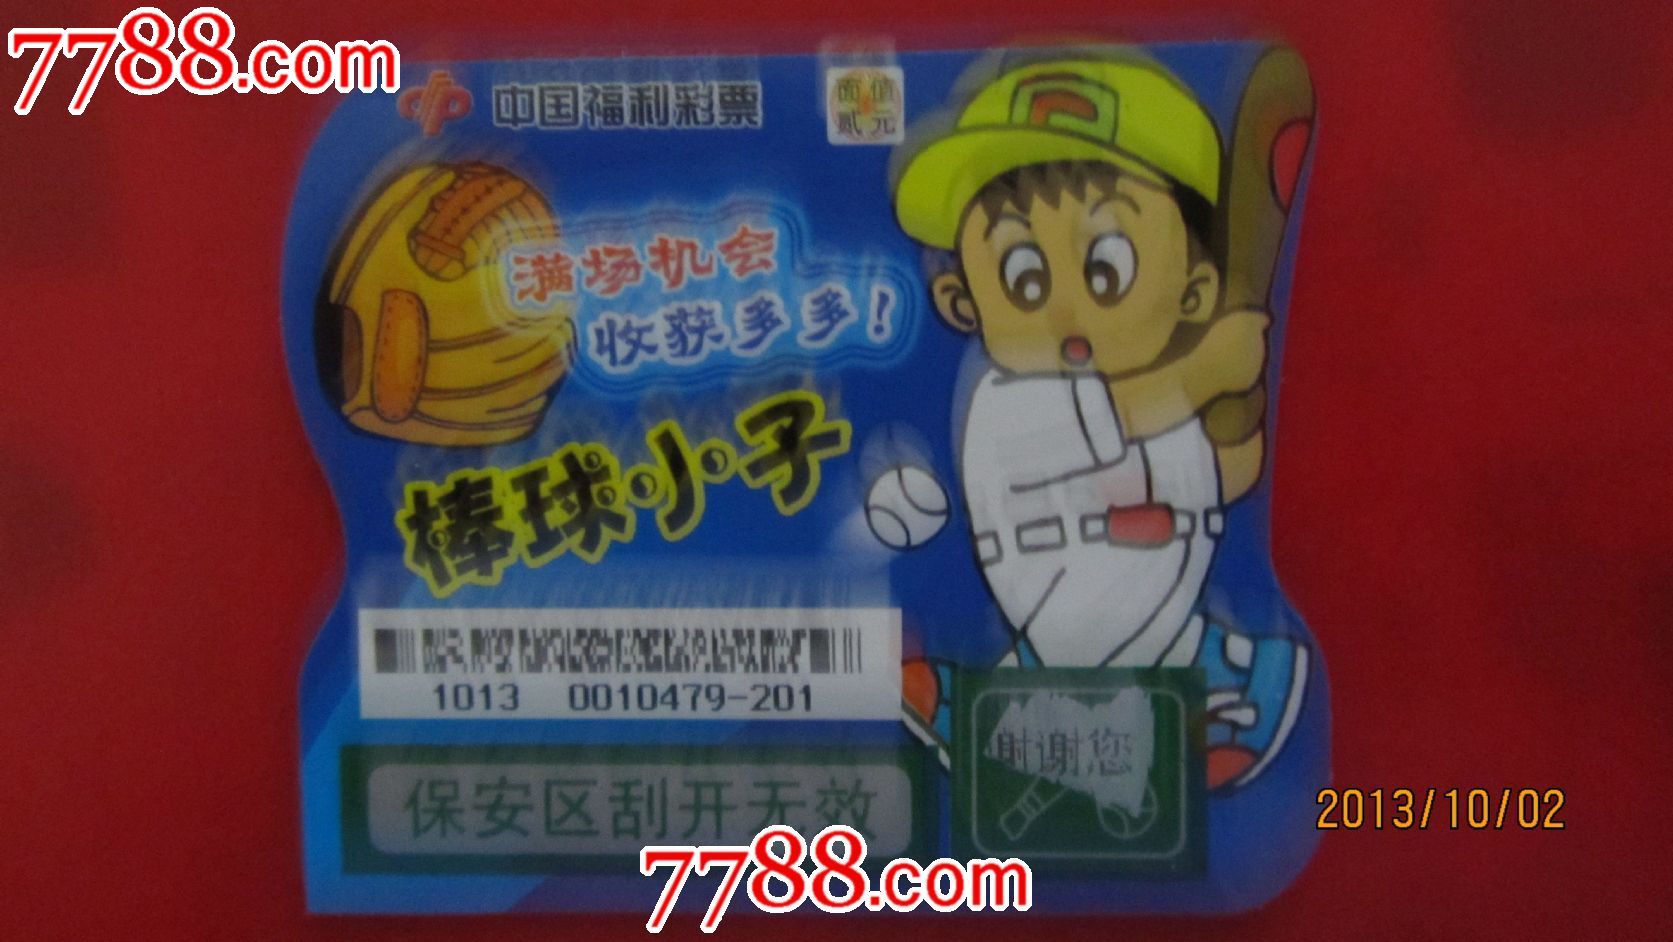 7788.com
中国福利彩票
面值
贰元
满场机会
收获多多！
棒球小子
1013 0010479-201
谢谢您
保安区刮开无效
2013/10/02
7788.com